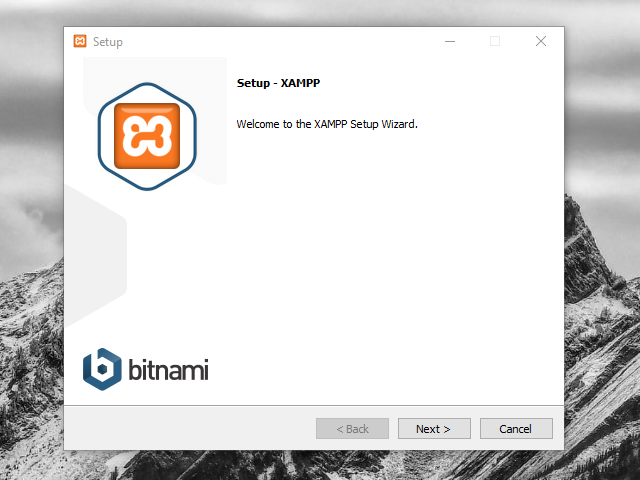 Setup
Setup - XAMPP
Welcome to the XAMPP Setup Wizard.
bitnami
< Back
Next >
Cancel